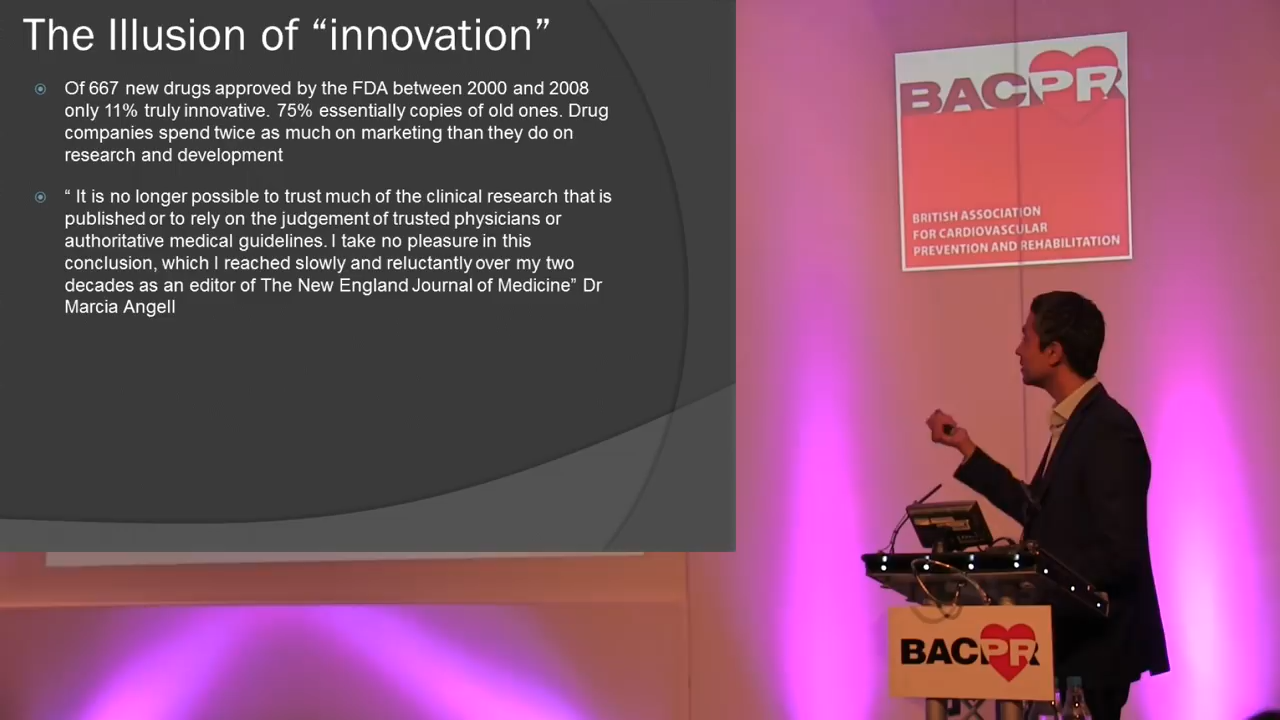 The Illusion of “innovation”
Of 667 new drugs approved by the FDA between 2000 and 2008
only 11% truly innovative. 75% essentially copies of old ones. Drug
companies spend twice as much on marketing than they do on
research and development
“ It is no longer possible to trust much of the clinical research that is
published or to rely on the judgement of trusted physicians or
authoritative medical guidelines. I take no pleasure in this
conclusion, which I reached slowly and reluctantly over my two
decades as an editor of The New England Journal of Medicine” Dr
Marcia Angell
BACPR
BRITISH ASSOCIATION
FOR CARDIOVASCULAR
PREVENTION AND REHABILITATION
BACPR